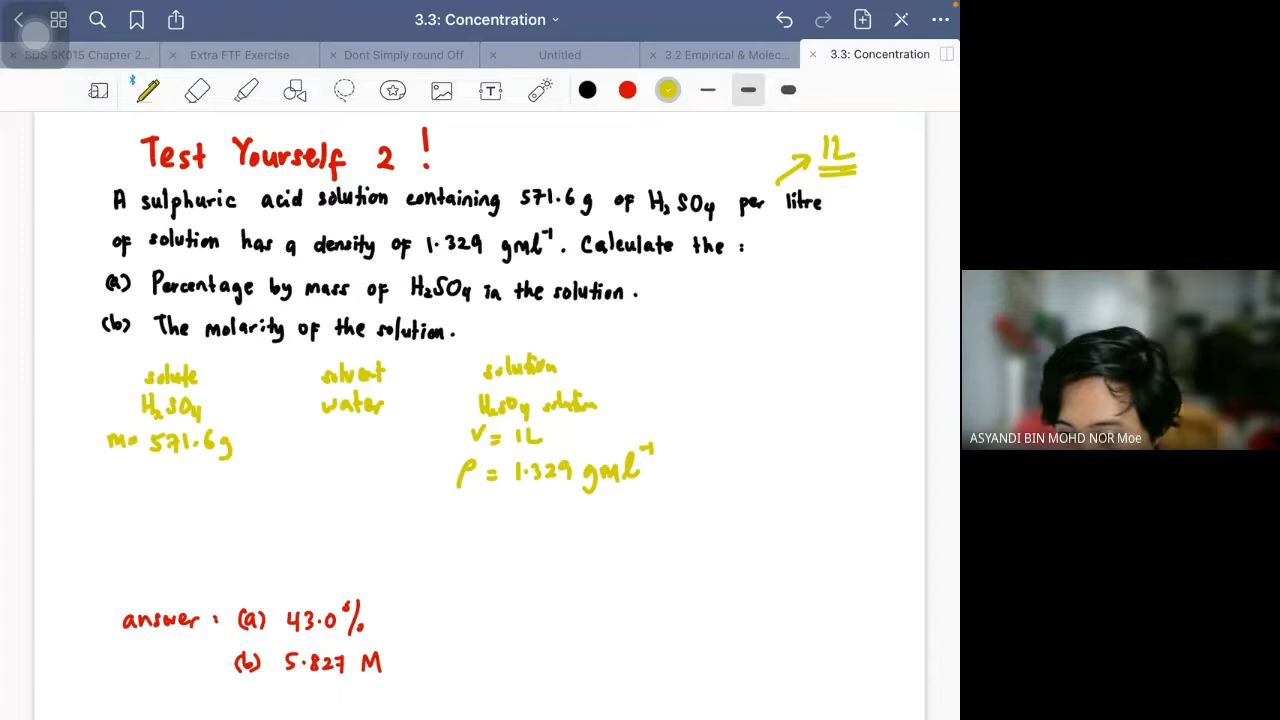 3.3: Concentration
SDS SK015 Chapter 2...
Extra FTF Exercise
Dont Simply round Off
Untitled
3.2 Empirical & Molec...
3.3: Concentration
Test Yourself 2 !
1L
A sulphuric acid solution containing 571.6g of H₂SO₄ per litre
of solution has a density of 1.329 gml⁻¹. Calculate the :
(a) Percentage by mass of H₂SO₄ in the solution.
(b) The molarity of the solution.
solute solvent solution
H₂SO₄ water H₂SO₄ solution
m= 571.6g V = 1L
ρ = 1.329 gml⁻¹
answer : (a) 43.0%
(b) 5.827 M
ASYANDI BIN MOHD NOR Moe